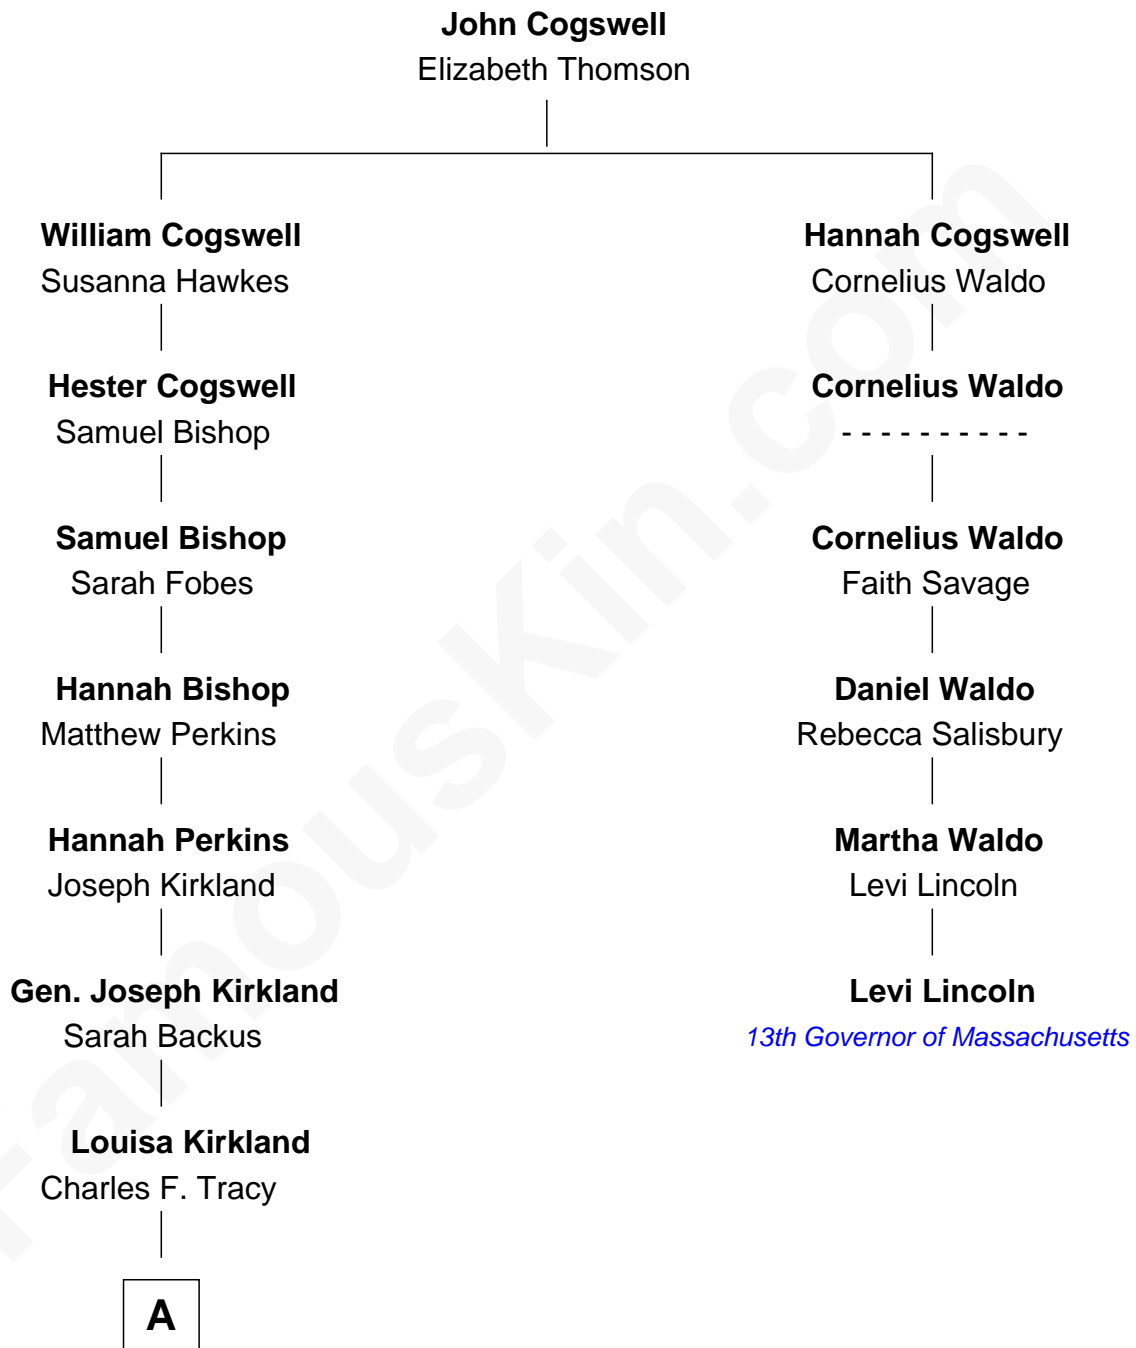 John Cogswell
Elizabeth Thomson
William Cogswell
Susanna Hawkes
Hannah Cogswell
Cornelius Waldo
Hester Cogswell
Samuel Bishop
Cornelius Waldo
- - - - - - - - - -
Samuel Bishop
Sarah Fobes
Cornelius Waldo
Faith Savage
Hannah Bishop
Matthew Perkins
Daniel Waldo
Rebecca Salisbury
Hannah Perkins
Joseph Kirkland
Martha Waldo
Levi Lincoln
Gen. Joseph Kirkland
Sarah Backus
Levi Lincoln
13th Governor of Massachusetts
Louisa Kirkland
Charles F. Tracy
A
FamousKin.com